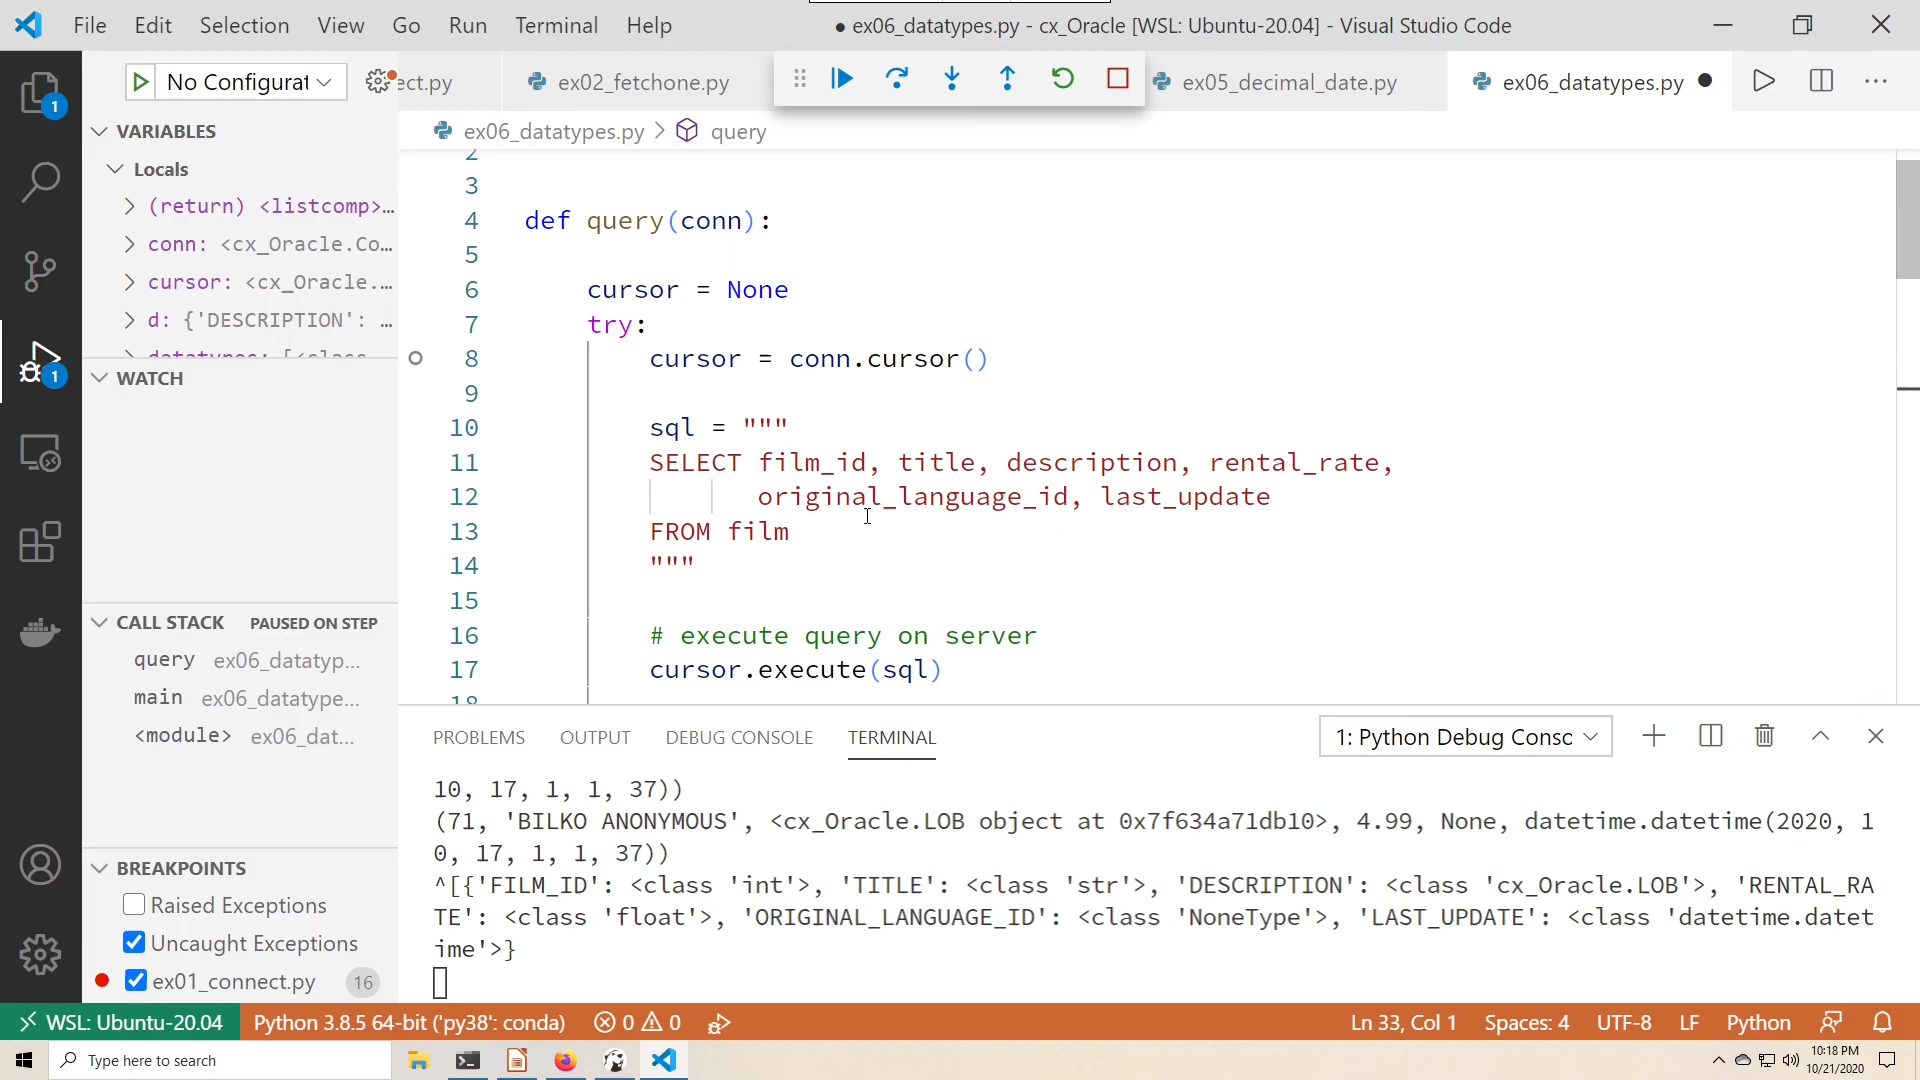 File Edit Selection View Go Run Terminal Help
● ex06_datatypes.py - cx_Oracle [WSL: Ubuntu-20.04] - Visual Studio Code
No Configurat
ect.py
ex02_fetchone.py
ex05_decimal_date.py
ex06_datatypes.py
ex06_datatypes.py > query
VARIABLES
Locals
(return) <listcomp>…
conn: <cx_Oracle.Co…
cursor: <cx_Oracle.…
d: {'DESCRIPTION': …
datatypes: [<class
WATCH
CALL STACK PAUSED ON STEP
query ex06_datatyp...
main ex06_datatype...
<module> ex06_dat...
BREAKPOINTS
Raised Exceptions
Uncaught Exceptions
ex01_connect.py 16
1
1
2
3
4 def query(conn):
5
6 cursor = None
7 try:
8 cursor = conn.cursor()
9
10 sql = """
11 SELECT film_id, title, description, rental_rate,
12 original_language_id, last_update
13 FROM film
14 """
15
16 # execute query on server
17 cursor.execute(sql)
18
PROBLEMS OUTPUT DEBUG CONSOLE TERMINAL
1: Python Debug Consc
10, 17, 1, 1, 37))
(71, 'BILKO ANONYMOUS', <cx_Oracle.LOB object at 0x7f634a71db10>, 4.99, None, datetime.datetime(2020, 1
0, 17, 1, 1, 37))
^[{'FILM_ID': <class 'int'>, 'TITLE': <class 'str'>, 'DESCRIPTION': <class 'cx_Oracle.LOB'>, 'RENTAL_RA
TE': <class 'float'>, 'ORIGINAL_LANGUAGE_ID': <class 'NoneType'>, 'LAST_UPDATE': <class 'datetime.datet
ime'>}
WSL: Ubuntu-20.04 Python 3.8.5 64-bit ('py38': conda) 0 0 Ln 33, Col 1 Spaces: 4 UTF-8 LF Python
Type here to search
10:18 PM
10/21/2020